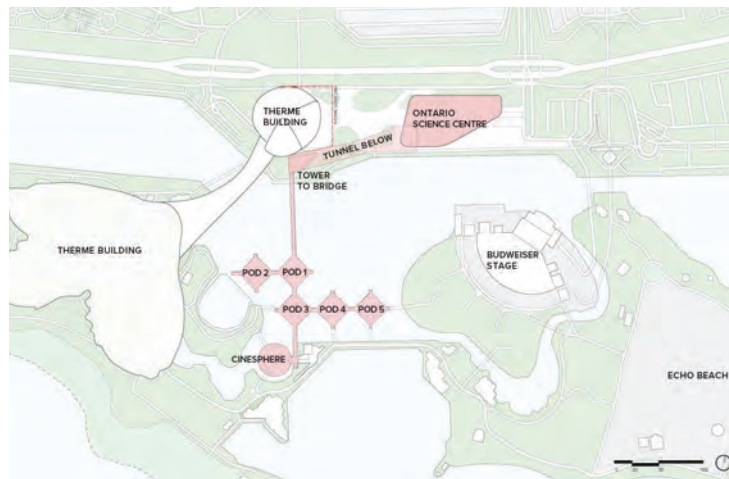 THERME
BUILDING
ONTARIO
SCIENCE CENTRE
TUNNEL BELOW
TOWER
TO BRIDGE
THERME BUILDING
BUDWEISER
STAGE
POD 2
POD 1
POD 3
POD 4
POD 5
CINESPHERE
ECHO BEACH